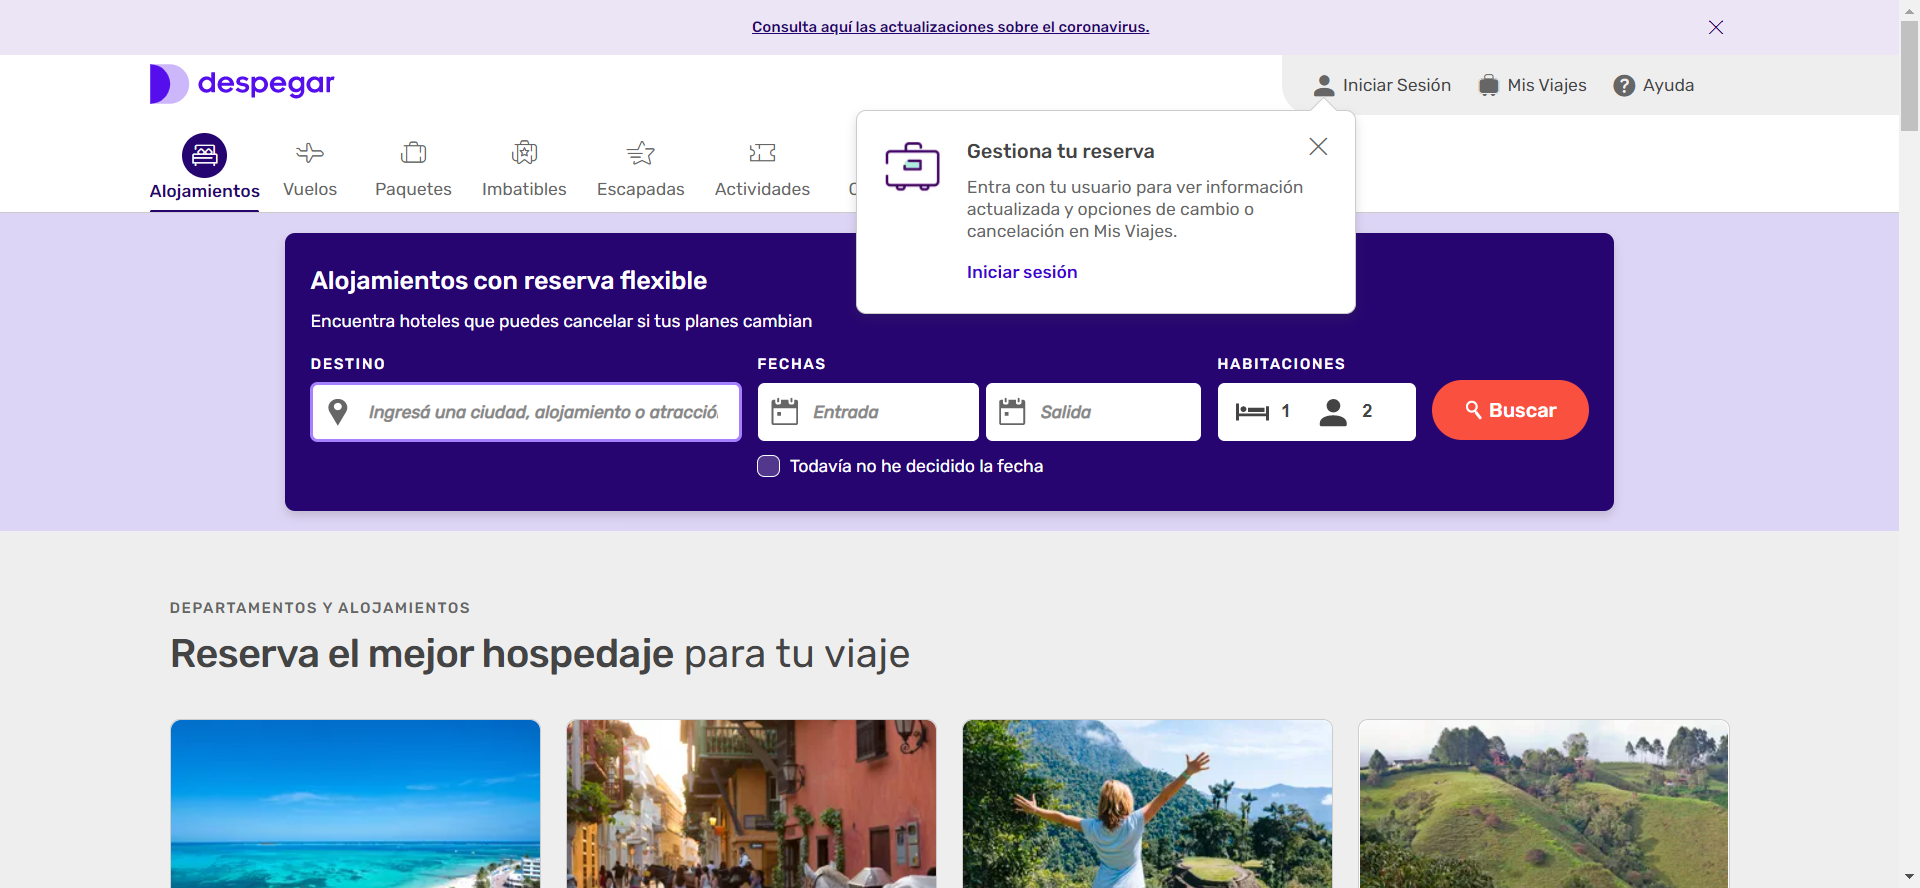 Consulta aquí las actualizaciones sobre el coronavirus.
despegar
Iniciar Sesión
Mis Viajes
Ayuda
Alojamientos
Vuelos
Paquetes
Imbatibles
Escapadas
Actividades
Gestiona tu reserva
Entra con tu usuario para ver información
actualizada y opciones de cambio o
cancelación en Mis Viajes.
Iniciar sesión
Alojamientos con reserva flexible
Encuentra hoteles que puedes cancelar si tus planes cambian
DESTINO
Ingresá una ciudad, alojamiento o
FECHAS
Entrada
Salida
HABITACIONES
1
2
Buscar
Todavía no he decidido la fecha
DEPARTAMENTOS Y ALOJAMIENTOS
Reserva el mejor hospedaje para tu viaje